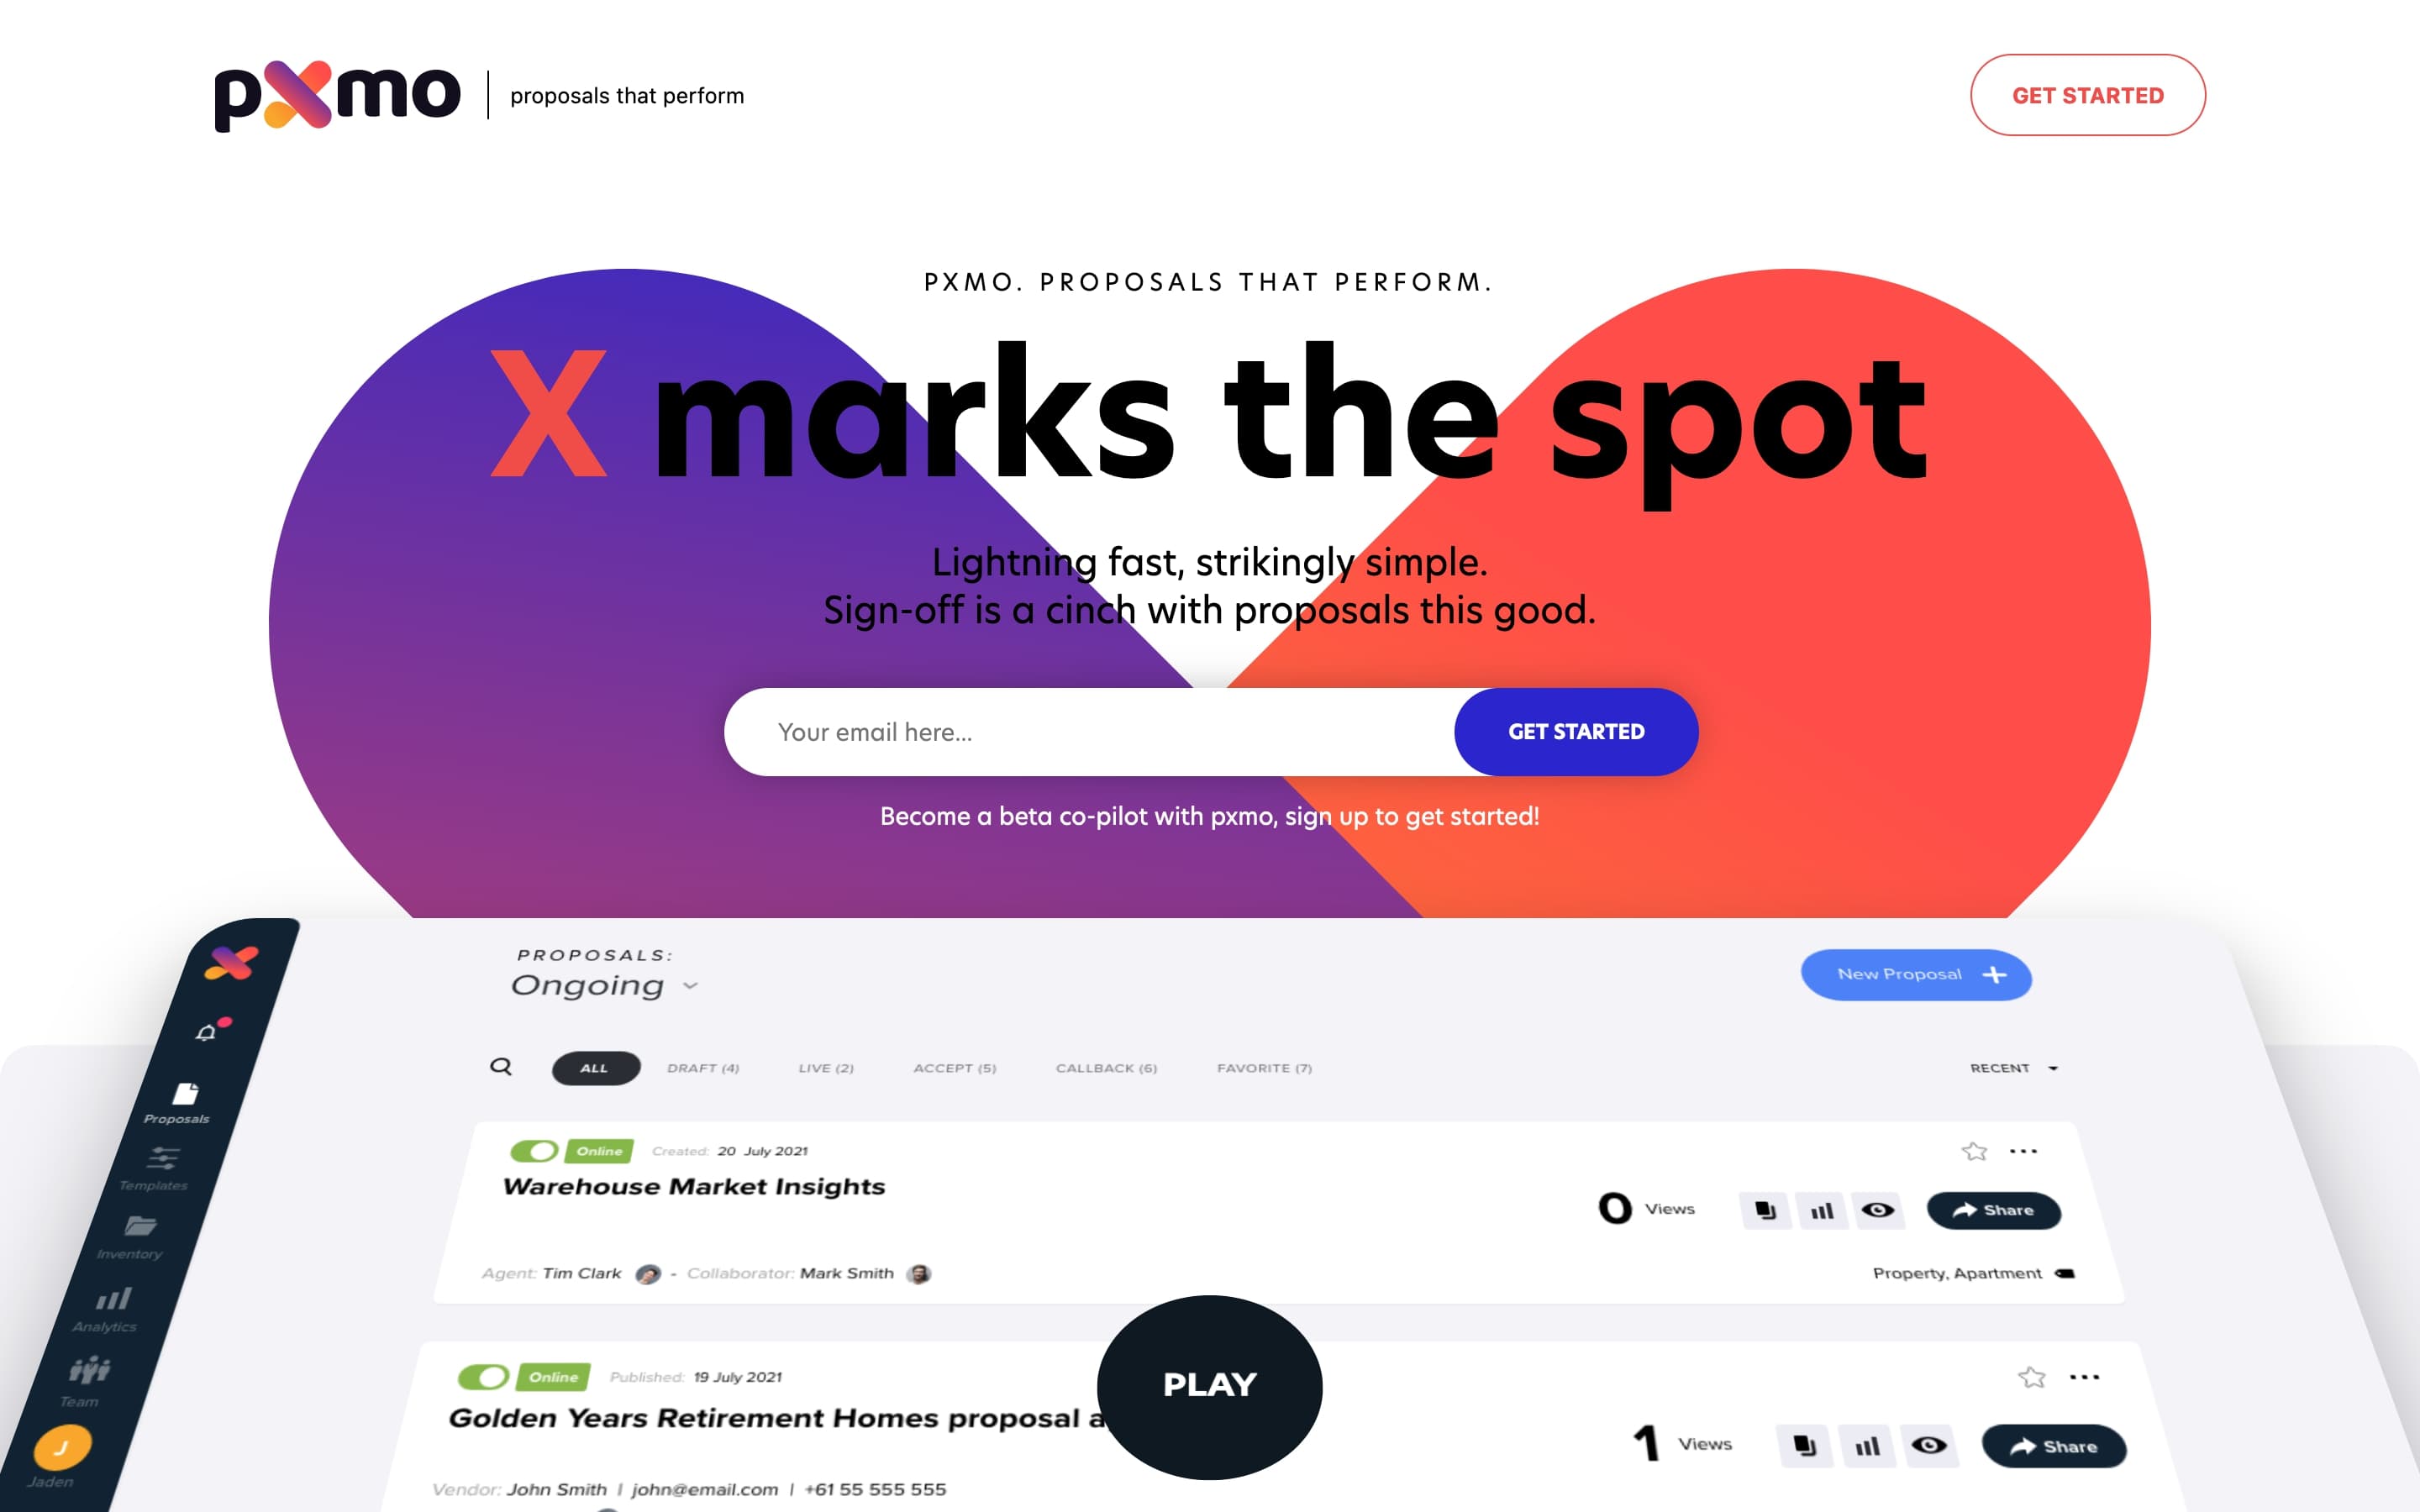 pxmo
proposals that perform
GET STARTED
PXMO. PROPOSALS THAT PERFORM.
X marks the spot
Lightning fast, strikingly simple.
Sign-off is a cinch with proposals this good.
Your email here...
GET STARTED
Become a beta co-pilot with pxmo, sign up to get started!
PROPOSALS:
Ongoing
New Proposal
ALL
DRAFT (4)
LIVE (2)
ACCEPT (5)
CALLBACK (6)
FAVORITE (7)
RECENT
Proposals
Templates
Inventory
Analytics
Team
J
Jaden
Online
Created: 20 July 2021
Warehouse Market Insights
0 Views
Share
Agent: Tim Clark - Collaborator: Mark Smith
Property, Apartment
Online
Published: 19 July 2021
Golden Years Retirement Homes proposal
PLAY
1 Views
Share
Vendor: John Smith | john@email.com | +61 55 555 555